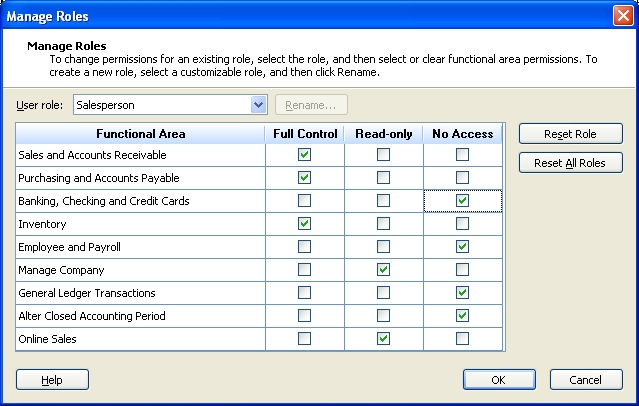 Manage Roles
Manage Roles
To change permissions for an existing role, select the role, and then select or clear functional area permissions. To
create a new role, select a customizable role, and then click Rename.
User role: Salesperson Rename...
Functional Area Full Control Read-only No Access
Sales and Accounts Receivable
Purchasing and Accounts Payable
Banking, Checking and Credit Cards
Inventory
Employee and Payroll
Manage Company
General Ledger Transactions
Alter Closed Accounting Period
Online Sales
Reset Role
Reset All Roles
Help OK Cancel